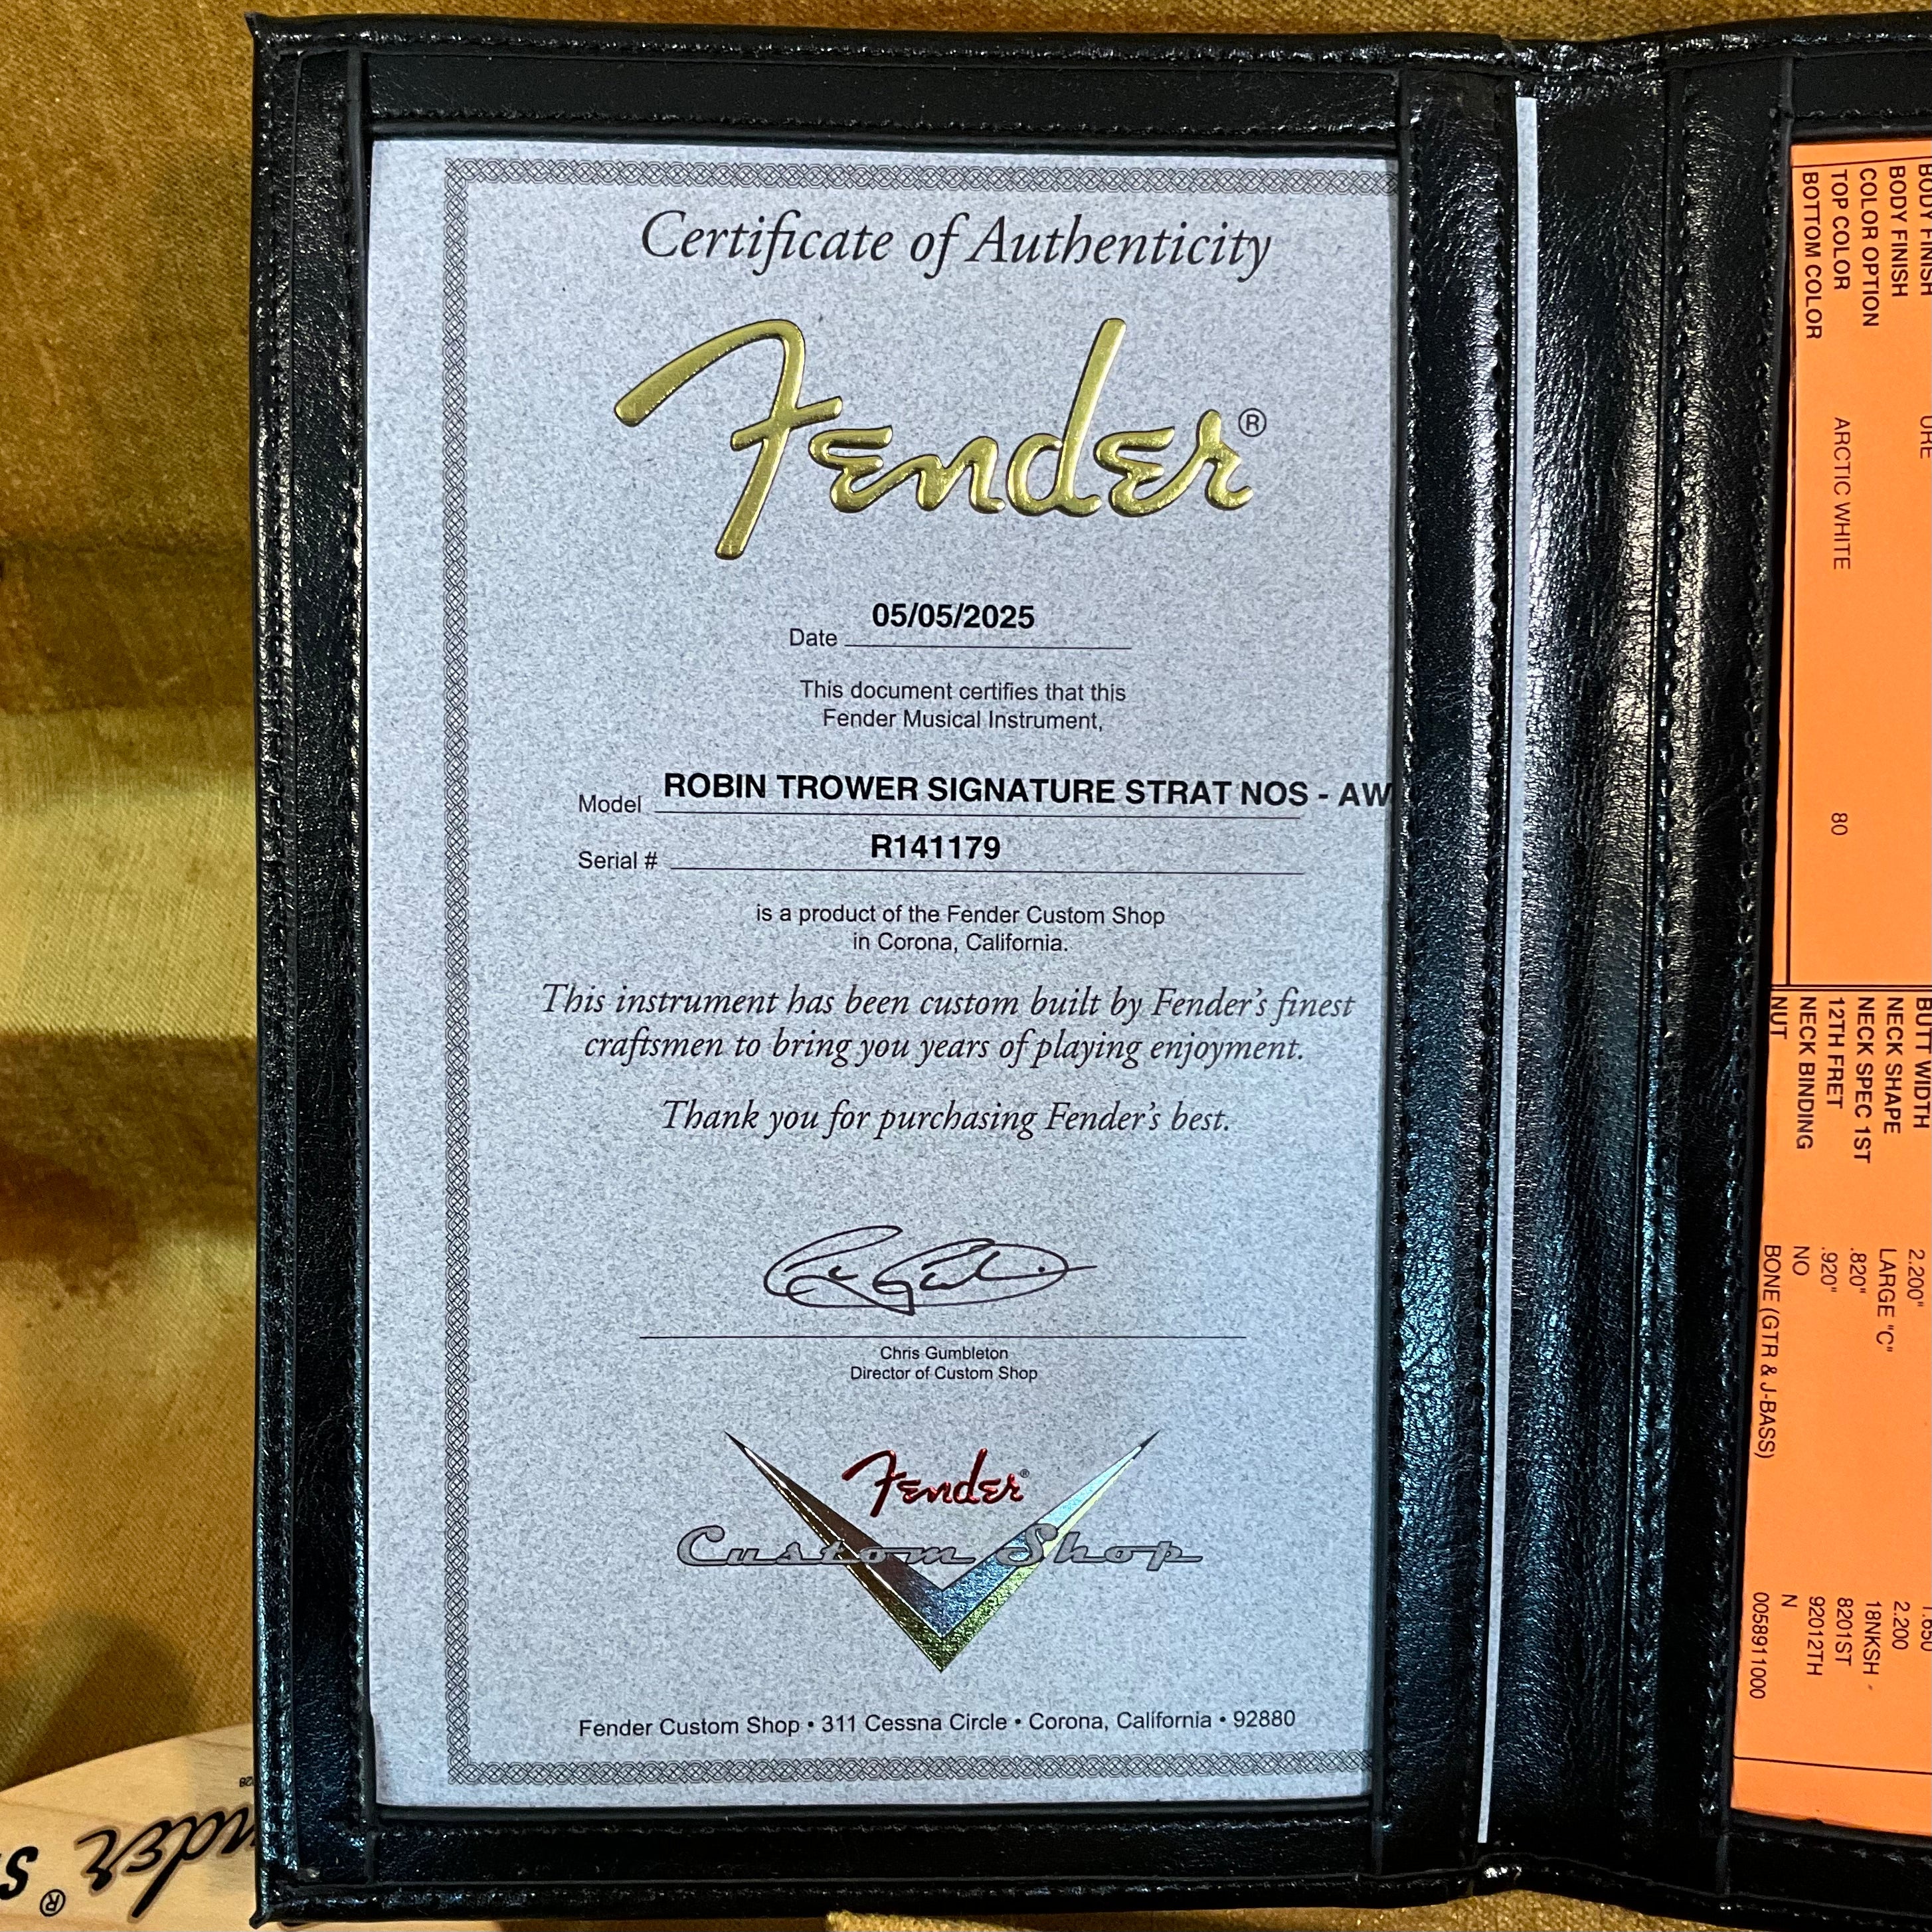 Certificate of Authenticity
Fender®
Date 05/05/2025
This document certifies that this
Fender Musical Instrument,
Model ROBIN TROWER SIGNATURE STRAT NOS - AW
Serial # R141179
is a product of the Fender Custom Shop
in Corona, California.
This instrument has been custom built by Fender's finest
craftsmen to bring you years of playing enjoyment.
Thank you for purchasing Fender's best.
Chris Gumbleton
Director of Custom Shop
Fender®
Custom Shop
Fender Custom Shop • 311 Cessna Circle • Corona, California • 92880
BODY FINISH
BODY FINISH
COLOR OPTION
TOP COLOR ARCTIC WHITE 80
BOTTOM COLOR
BUTT WIDTH 2.200" 2.200
NECK SHAPE LARGE "C" 18NKSH
NECK SPEC 1ST .820" 8201ST
12TH FRET .920" 92012TH
NECK BINDING NO N
NUT BONE (GTR & J-BASS) 0058911000
nder® S